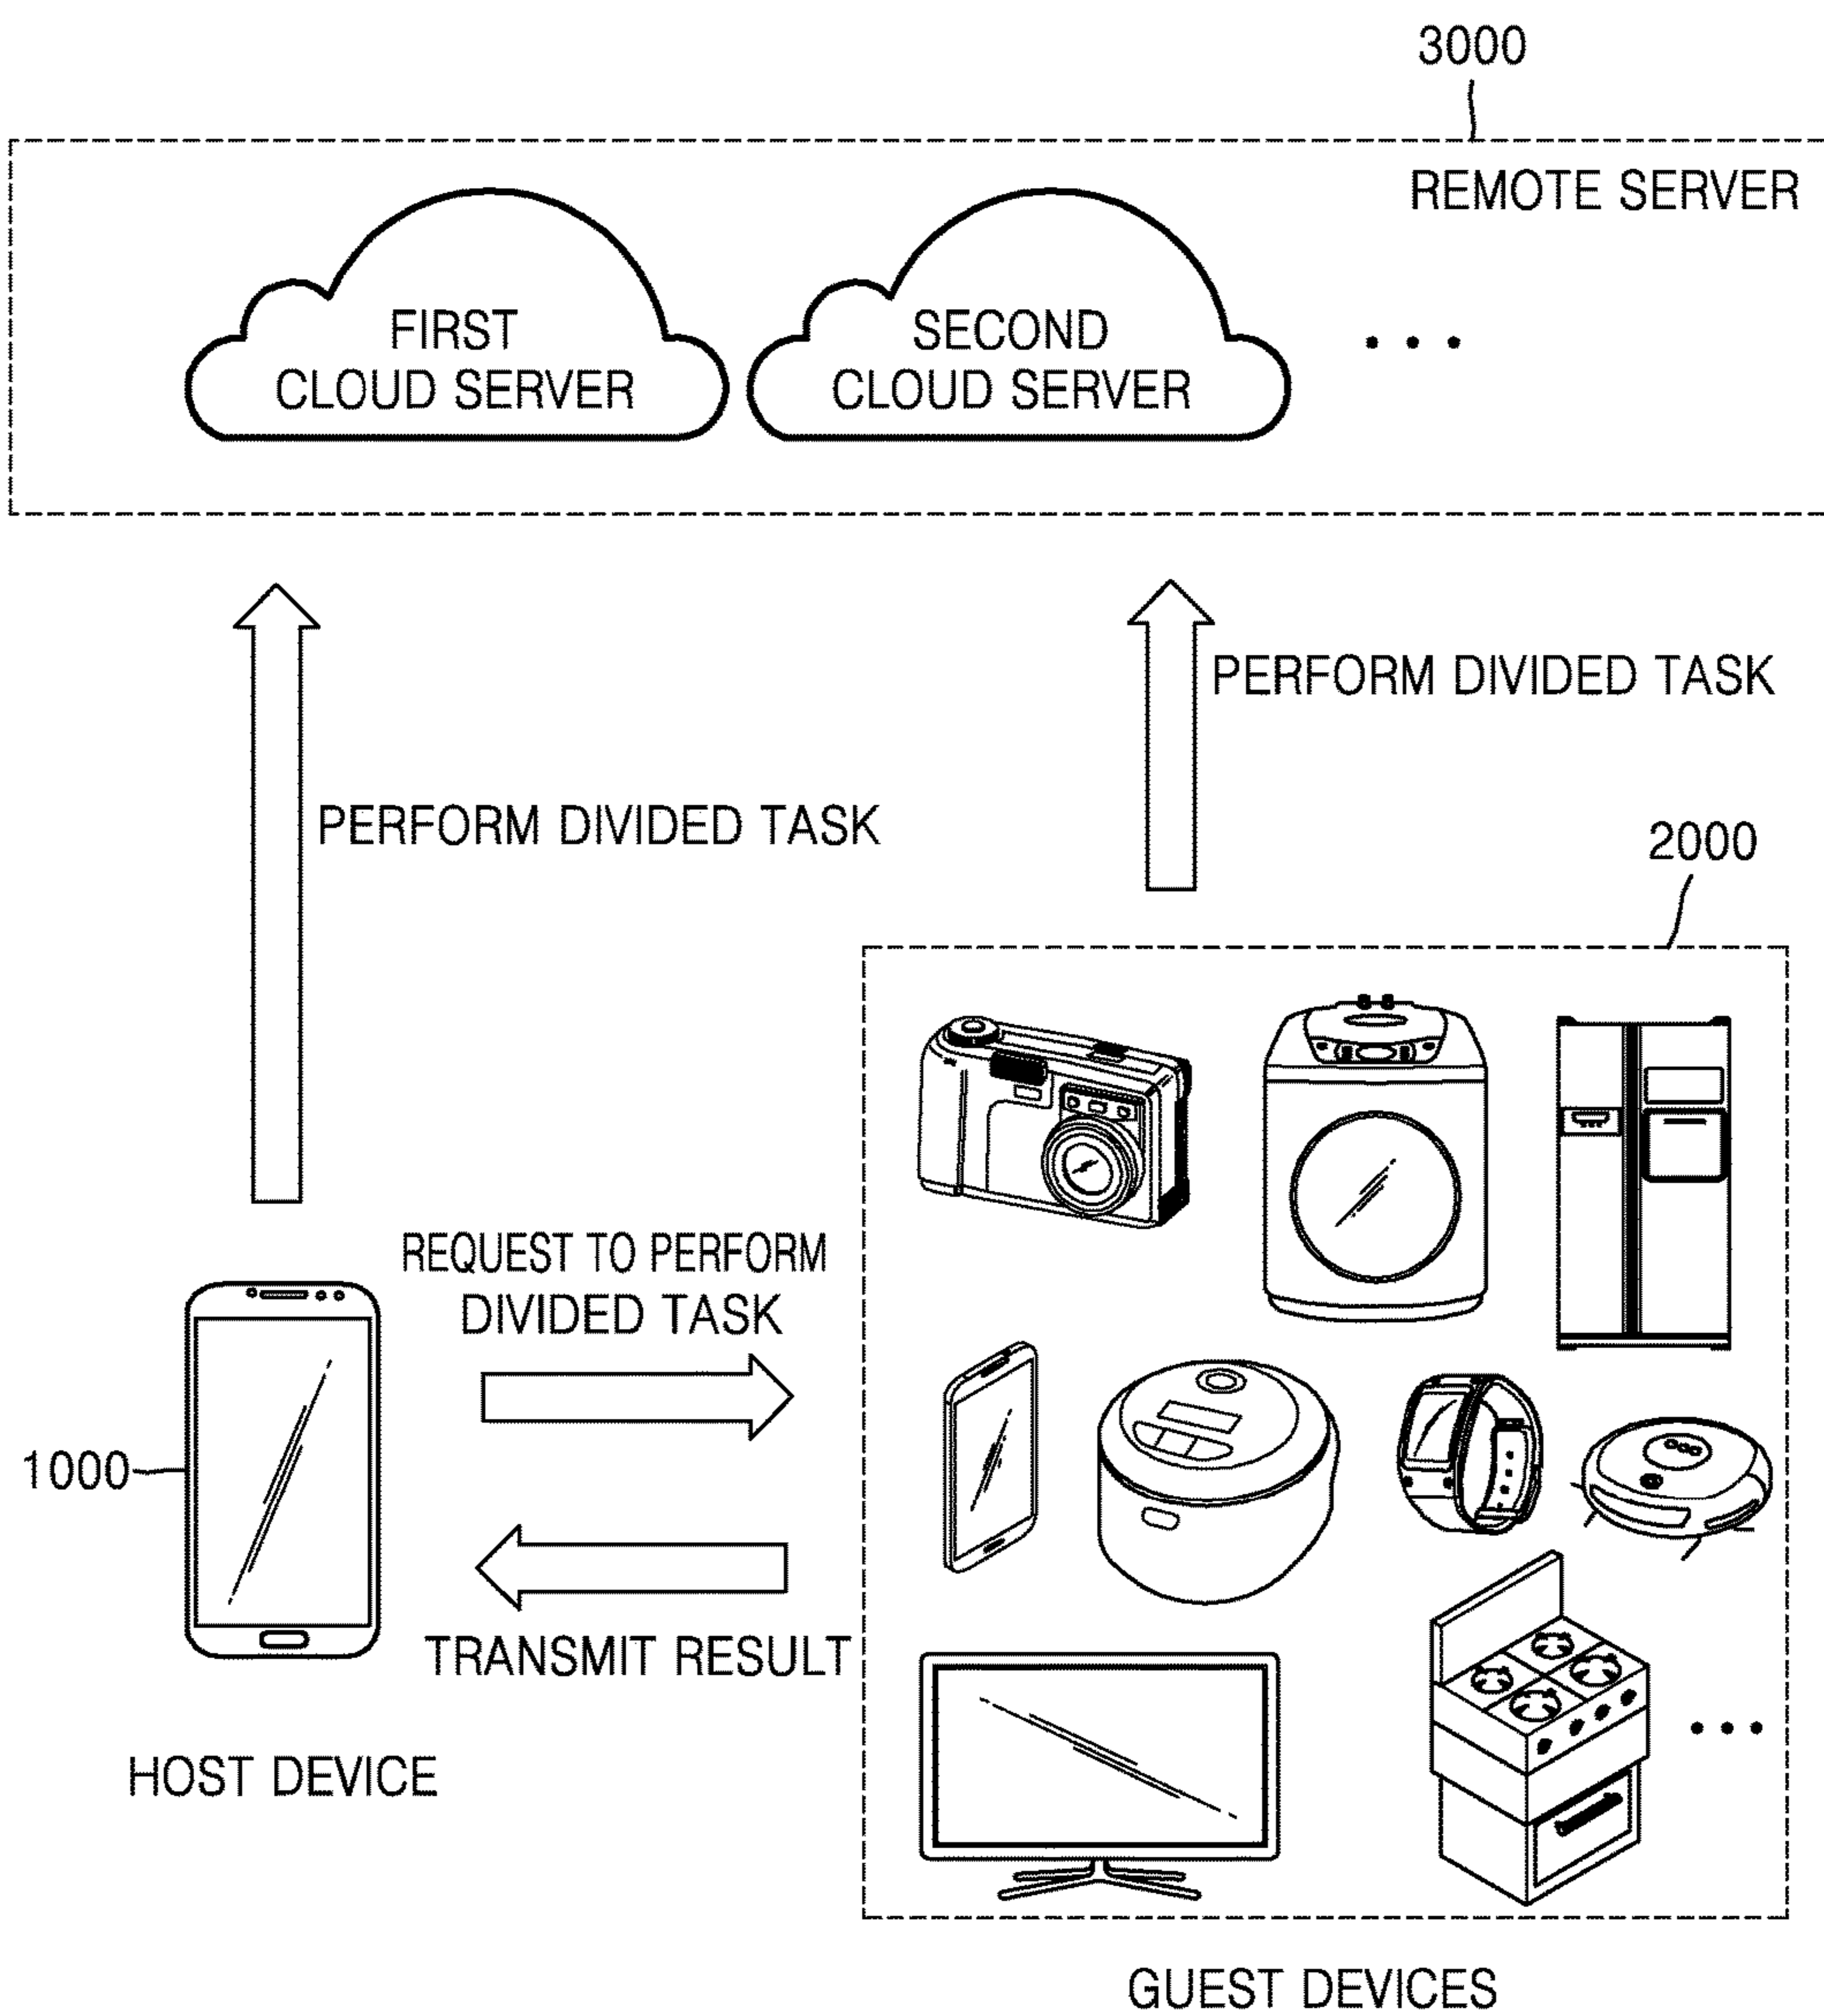 3000
REMOTE SERVER
FIRST
CLOUD SERVER
SECOND
CLOUD SERVER
...
PERFORM DIVIDED TASK
PERFORM DIVIDED TASK
2000
REQUEST TO PERFORM
DIVIDED TASK
1000
TRANSMIT RESULT
...
HOST DEVICE
GUEST DEVICES